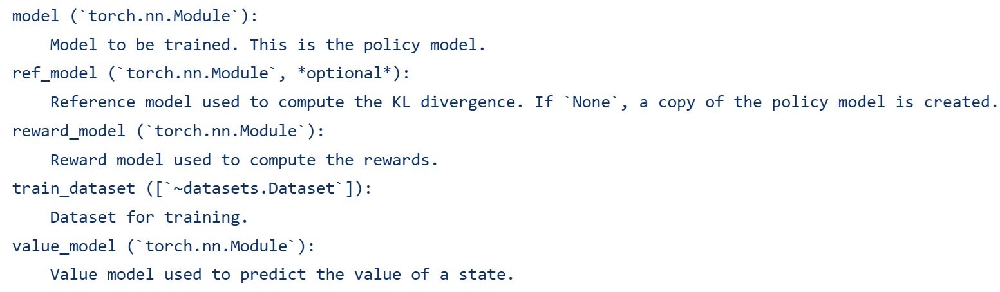 model (`torch.nn.Module`):
    Model to be trained. This is the policy model.
ref_model (`torch.nn.Module`, *optional*):
    Reference model used to compute the KL divergence. If `None`, a copy of the policy model is created.
reward_model (`torch.nn.Module`):
    Reward model used to compute the rewards.
train_dataset ([`~datasets.Dataset`]):
    Dataset for training.
value_model (`torch.nn.Module`):
    Value model used to predict the value of a state.